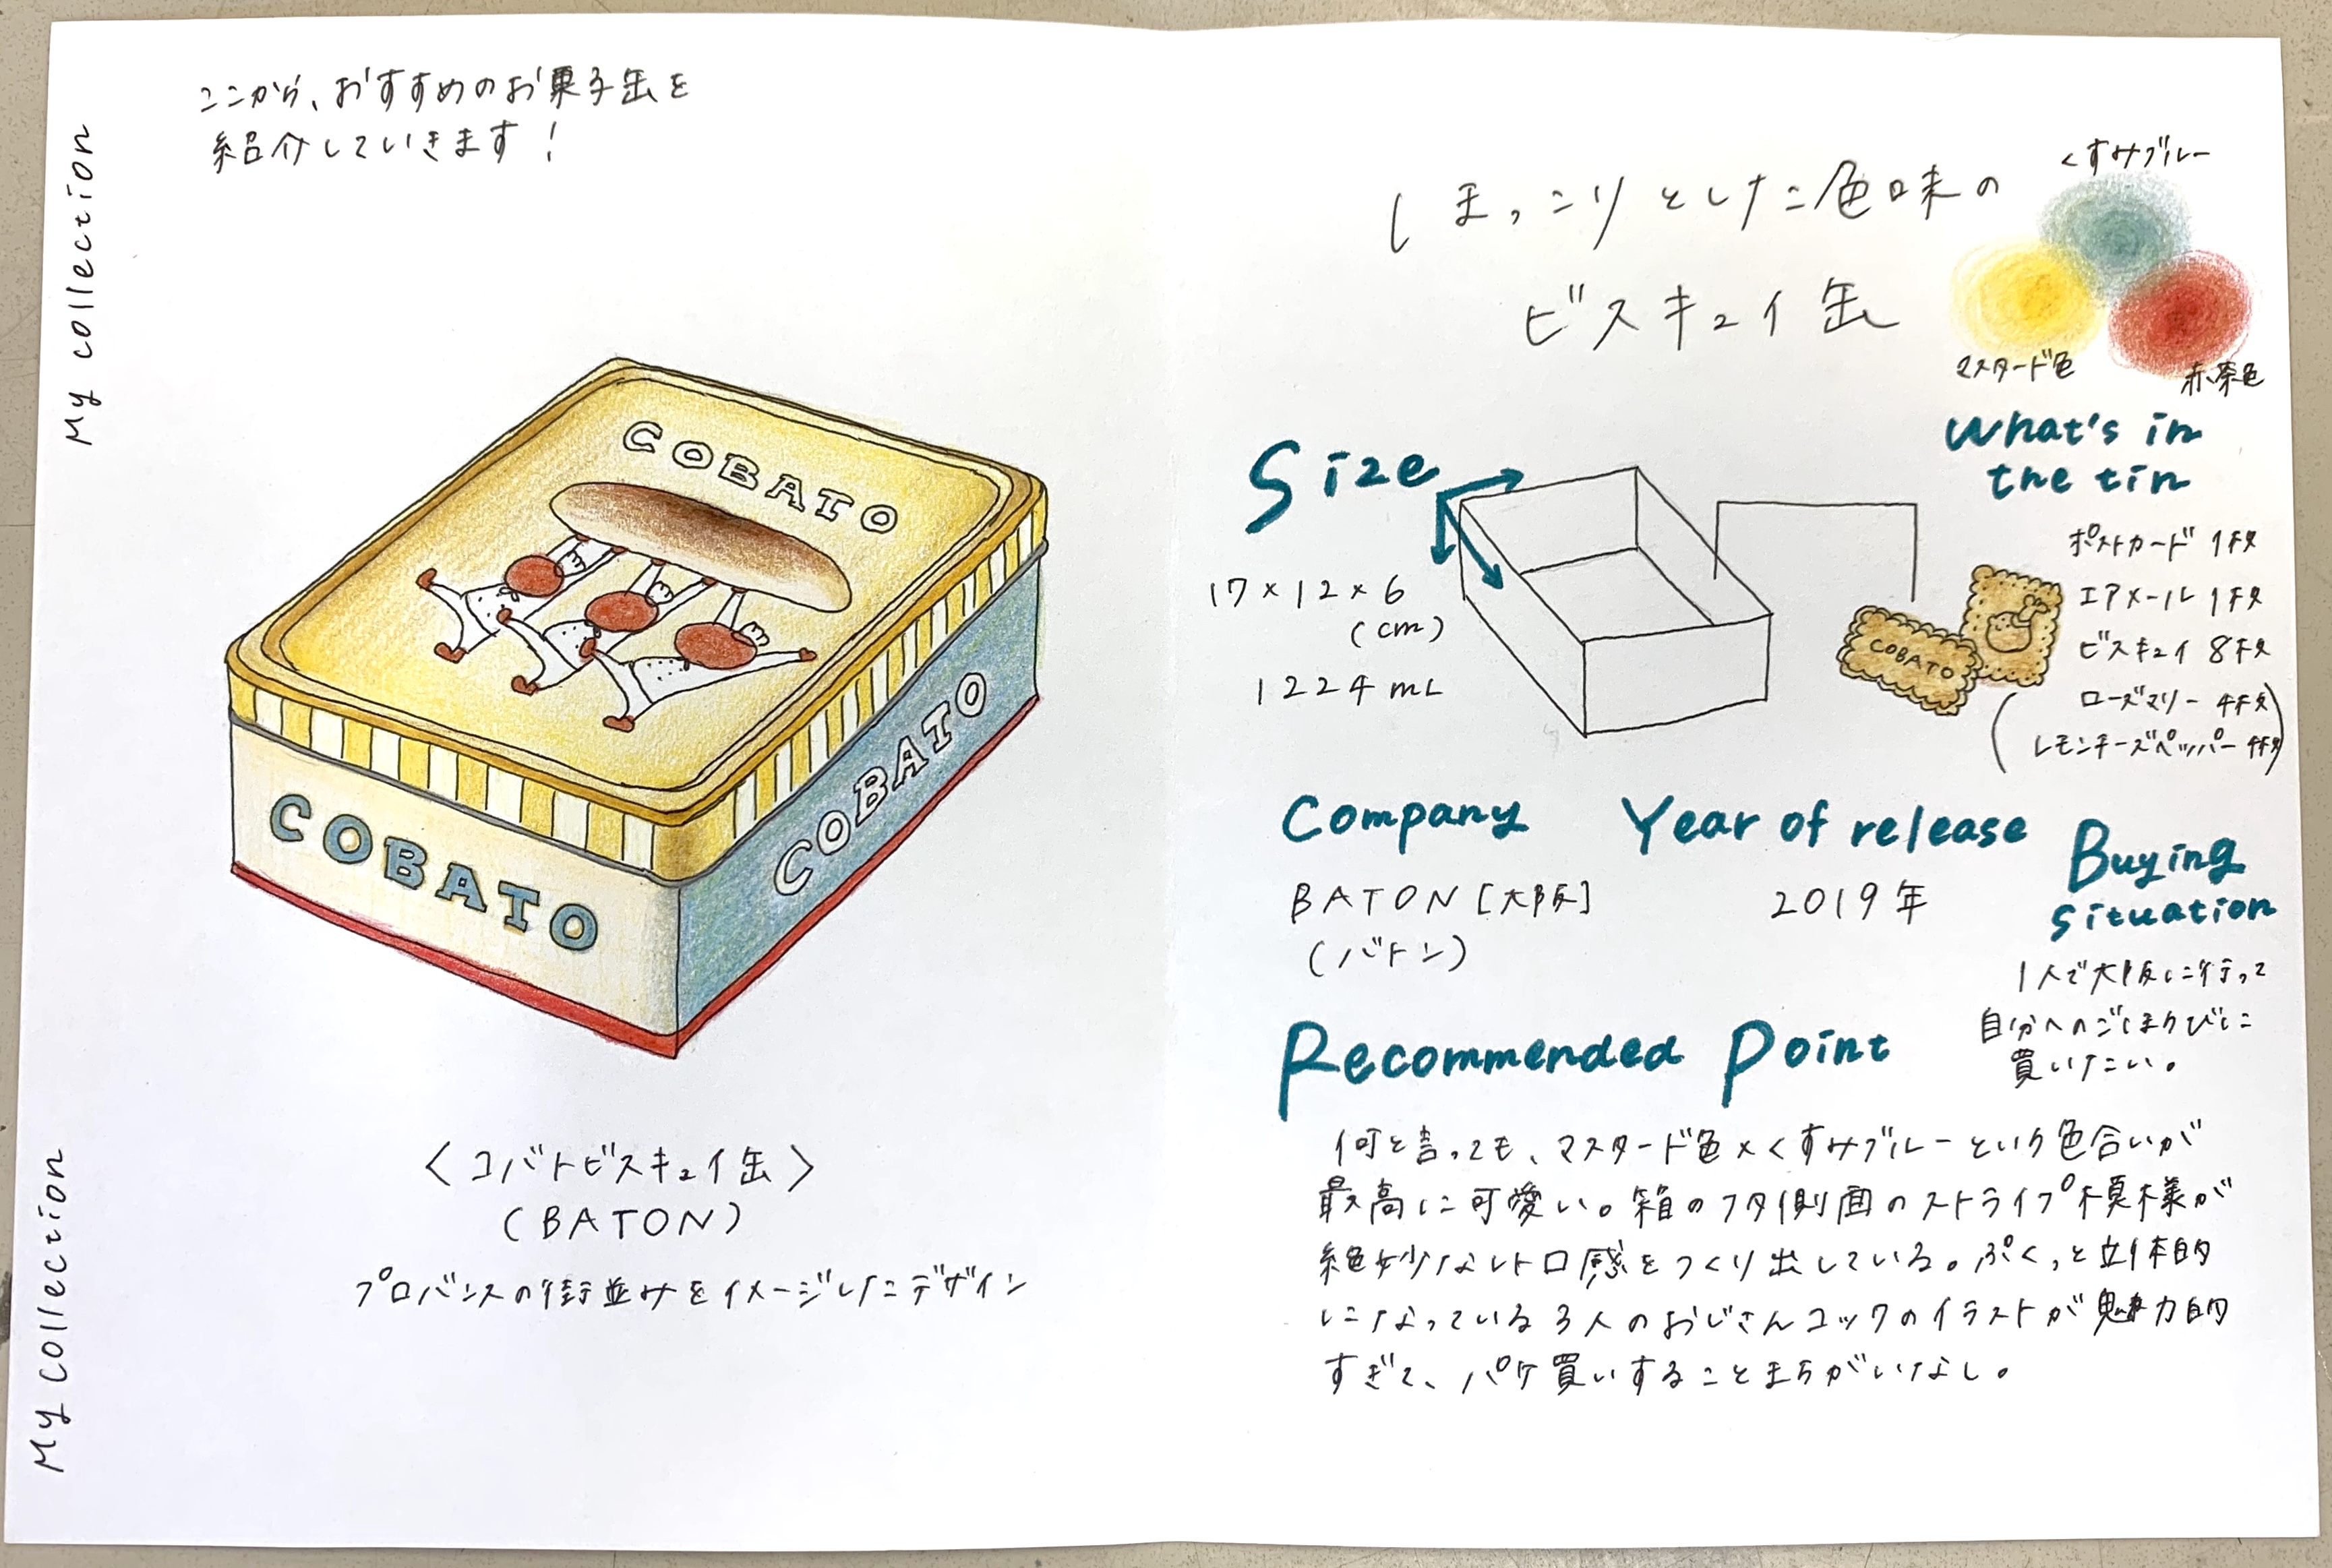 My collection
ここから、おすすめのお菓子缶を
紹介していきます！
COBATO
COBATO
COBATO
＜コバトビスキュイ缶＞
(BATON)
プロバンスの街並みをイメージしたデザイン
My collection
ほっこりとした色味の
ビスキュイ缶
くすみブルー
マスタード色
赤茶色
Size
17×12×6
(cm)
1224mL
What's in
the tin
ポストカード 1枚
エアメール 1枚
ビスキュイ 8枚
(ローズマリー 4枚
レモンチーズペッパー 4枚)
COBATO
Company
BATON [大阪]
(バトン)
Year of release
2019年
Buying
situation
1人で大阪に行って
自分へのごほうびに
買いたい。
Recommended Point
何と言っても、マスタード色×くすみブルーという色合いが
最高に可愛い。箱のフタ側面のストライプ模様が
絶妙なレトロ感をつくり出している。ぷくっと立体的
になっている3人のおじさんコックのイラストが魅力的
すぎて、パケ買いすることまちがいなし。